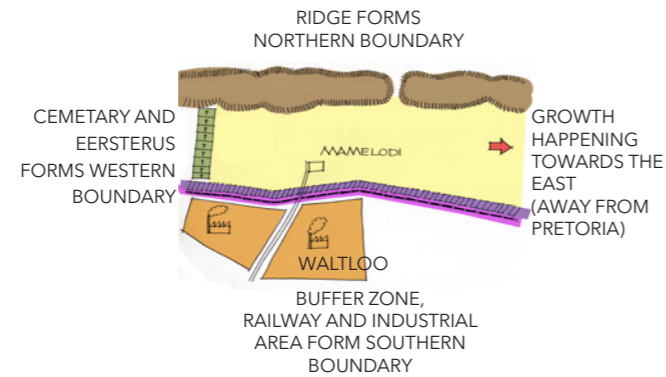 RIDGE FORMS
NORTHERN BOUNDARY
CEMETARY AND
EERSTERUS
FORMS WESTERN
BOUNDARY
MAMELODI
GROWTH
HAPPENING
TOWARDS THE
EAST
(AWAY FROM
PRETORIA)
WALTLOO
BUFFER ZONE,
RAILWAY AND INDUSTRIAL
AREA FORM SOUTHERN
BOUNDARY